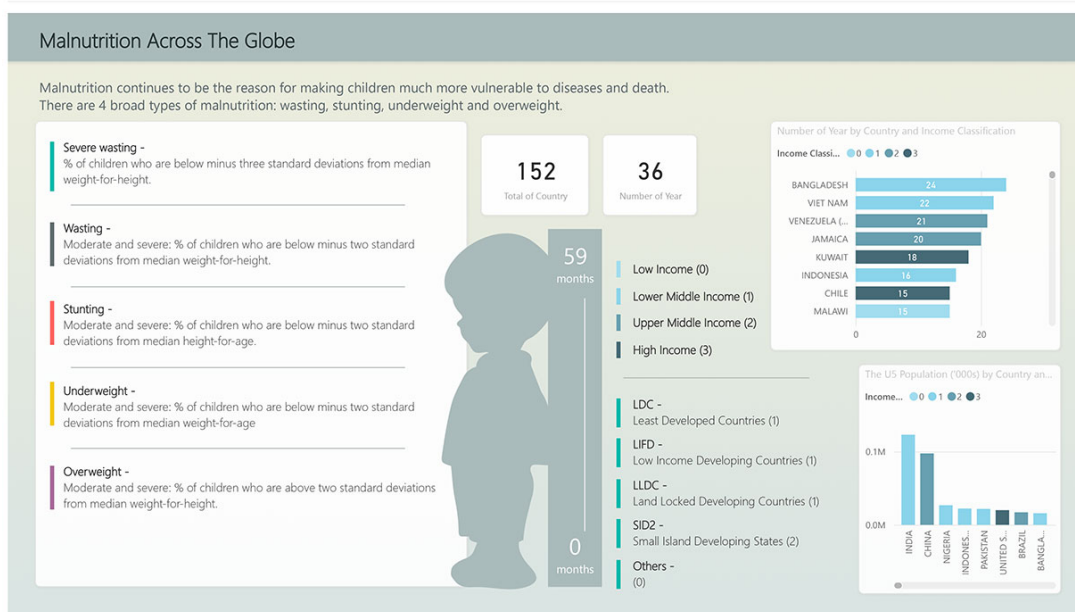 Malnutrition Across The Globe
Malnutrition continues to be the reason for making children much more vulnerable to diseases and death.
There are 4 broad types of malnutrition: wasting, stunting, underweight and overweight.
Severe wasting -
% of children who are below minus three standard deviations from median
weight-for-height.
Wasting -
Moderate and severe: % of children who are below minus two standard
deviations from median weight-for-height.
Stunting -
Moderate and severe: % of children who are below minus two standard
deviations from median height-for-age.
Underweight -
Moderate and severe: % of children who are below minus two standard
deviations from median weight-for-age
Overweight -
Moderate and severe: % of children who are above two standard deviations
from median weight-for-height.
152
Total of Country
36
Number of Year
59
months
0
months
Low Income (0)
Lower Middle Income (1)
Upper Middle Income (2)
High Income (3)
LDC -
Least Developed Countries (1)
LIFD -
Low Income Developing Countries (1)
LLDC -
Land Locked Developing Countries (1)
SID2 -
Small Island Developing States (2)
Others -
(0)
Number of Year by Country and Income Classification
Income Classi... 0 1 2 3
BANGLADESH 24
VIET NAM 22
VENEZUELA (... 21
JAMAICA 20
KUWAIT 18
INDONESIA 16
CHILE 15
MALAWI 15
0 20
The US Population ('000s) by Country an...
Income... 0 1 2 3
0.1M
0.0M
INDIA
CHINA
NIGERIA
INDONES...
PAKISTAN
UNITED S...
BRAZIL
BANGLA...